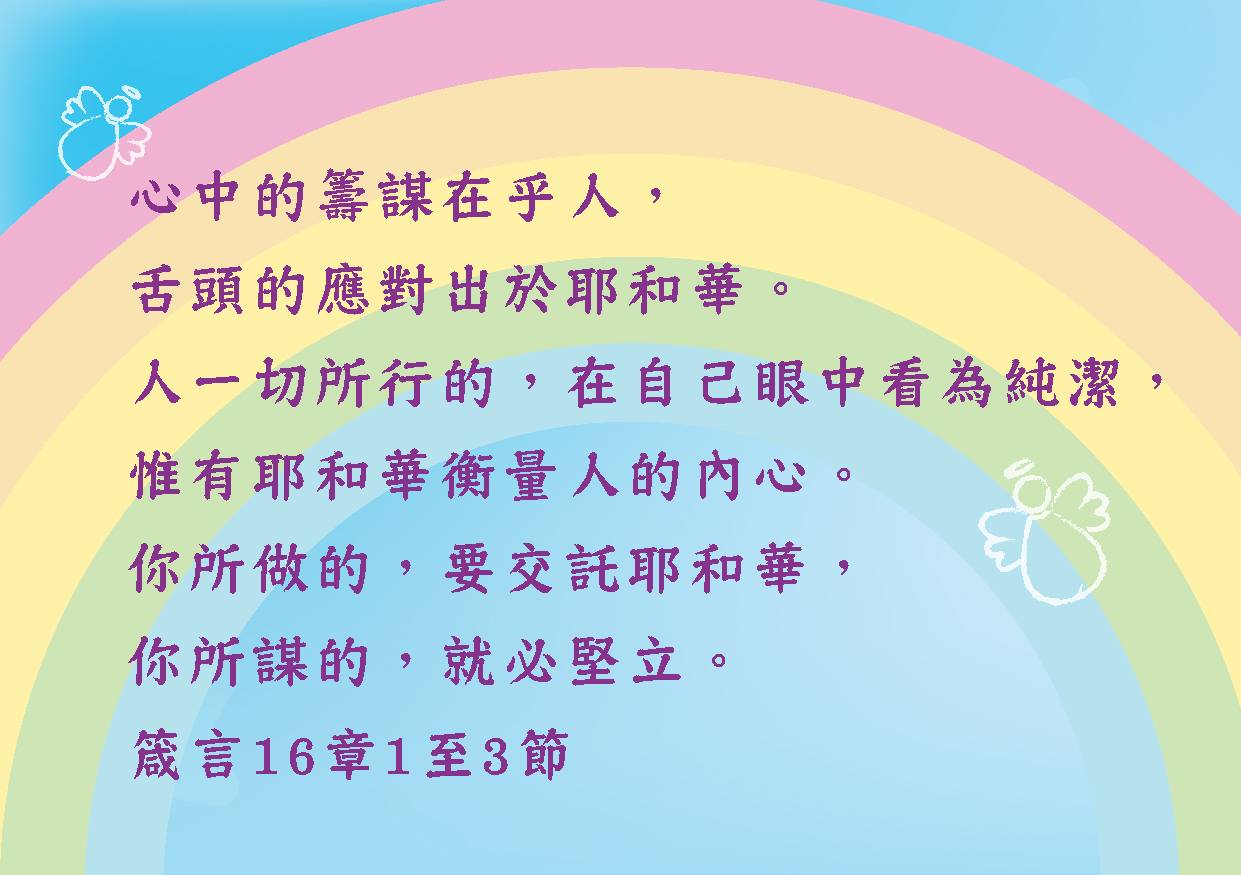 心中的籌謀在乎人，
舌頭的應對出於耶和華。
人一切所行的，在自己眼中看為純潔，
惟有耶和華衡量人的內心。
你所做的，要交託耶和華，
你所謀的，就必堅立。
箴言16章1至3節